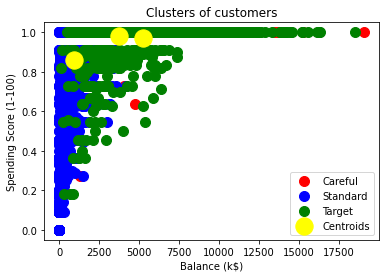 Clusters of customers
1.0
0.8
0.6
0.4
0.2
0.0
Spending Score (1-100)
Careful
Standard
Target
Centroids
0 2500 5000 7500 10000 12500 15000 17500
Balance (k$)